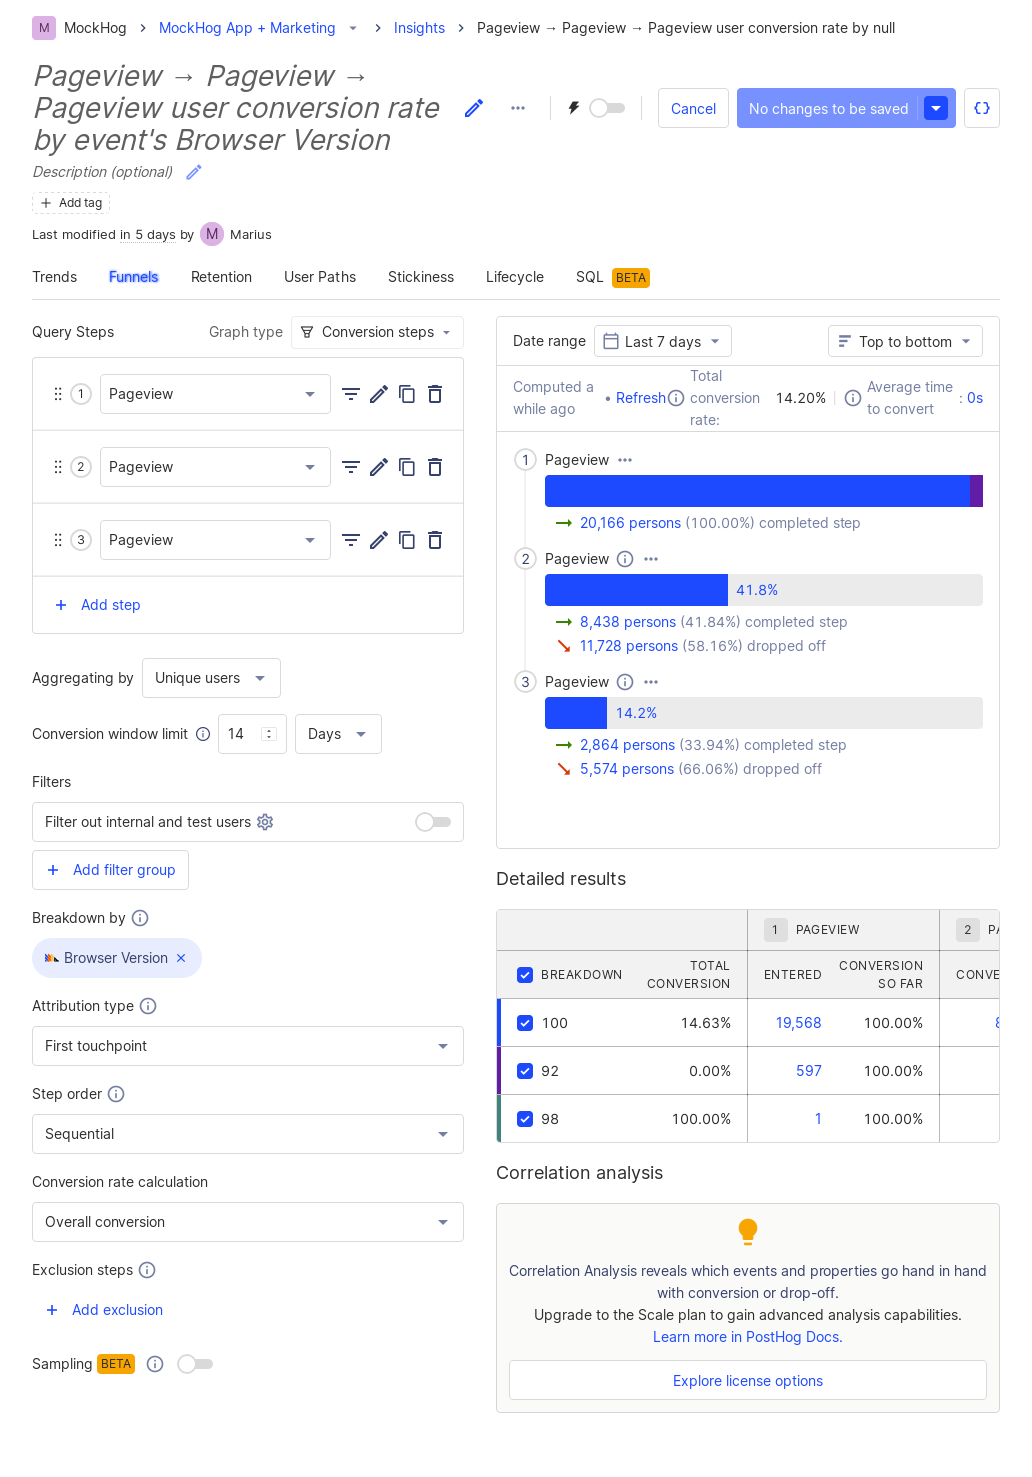 M MockHog MockHog App + Marketing Insights Pageview → Pageview → Pageview user conversion rate by null
Pageview → Pageview →
Pageview user conversion rate
by event's Browser Version
Cancel
No changes to be saved
Description (optional)
Add tag
Last modified in 5 days by M Marius
Trends Funnels Retention User Paths Stickiness Lifecycle SQL BETA
Query Steps
Graph type
Conversion steps
1 Pageview
2 Pageview
3 Pageview
Add step
Aggregating by
Unique users
Conversion window limit
14
Days
Filters
Filter out internal and test users
Add filter group
Breakdown by
Browser Version
Attribution type
First touchpoint
Step order
Sequential
Conversion rate calculation
Overall conversion
Exclusion steps
Add exclusion
Sampling BETA
Date range
Last 7 days
Top to bottom
Computed a
while ago
• Refresh
Total
conversion
rate:
14.20%
Average time
to convert
: 0s
1 Pageview
20,166 persons (100.00%) completed step
2 Pageview
41.8%
8,438 persons (41.84%) completed step
11,728 persons (58.16%) dropped off
3 Pageview
14.2%
2,864 persons (33.94%) completed step
5,574 persons (66.06%) dropped off
Detailed results
1 PAGEVIEW 2 PA
BREAKDOWN
TOTAL
CONVERSION
ENTERED
CONVERSION
SO FAR
CONVE
100 14.63% 19,568 100.00% 8
92 0.00% 597 100.00%
98 100.00% 1 100.00%
Correlation analysis
Correlation Analysis reveals which events and properties go hand in hand
with conversion or drop-off.
Upgrade to the Scale plan to gain advanced analysis capabilities.
Learn more in PostHog Docs.
Explore license options